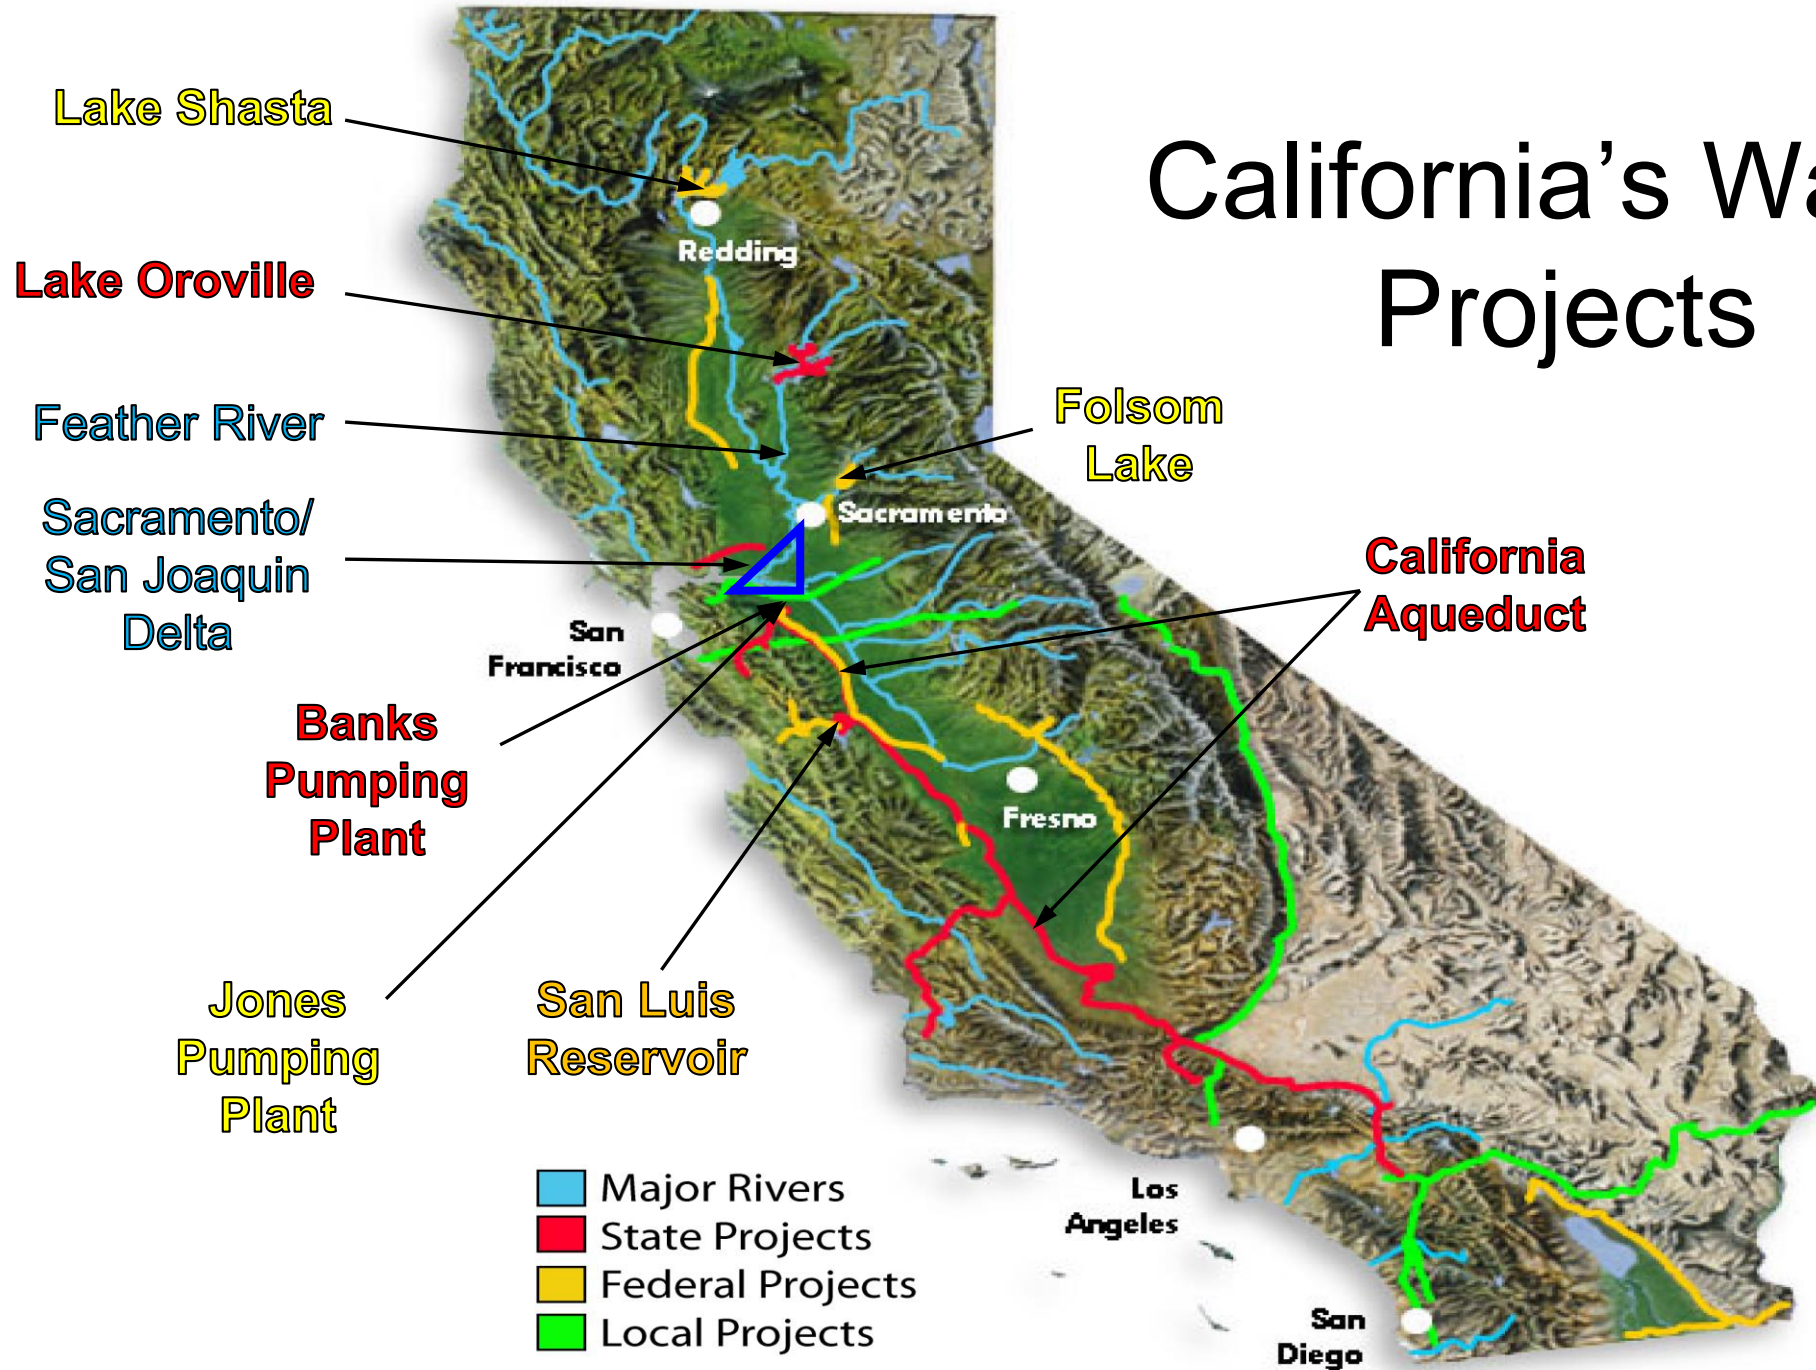 California's Wa
Projects
Lake Shasta
Redding
Lake Oroville
Feather River
Folsom
Lake
Sacramento/
San Joaquin
Delta
Sacramento
California
Aqueduct
San
Francisco
Banks
Pumping
Plant
Fresno
Jones
Pumping
Plant
San Luis
Reservoir
Los
Angeles
San
Diego
Major Rivers
State Projects
Federal Projects
Local Projects